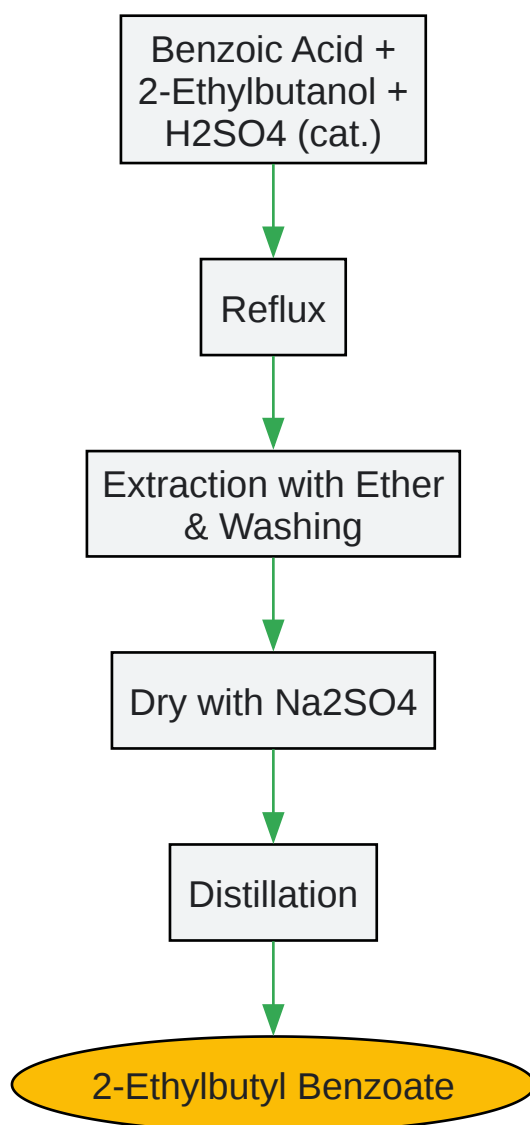 Benzoic Acid +
2-Ethylbutanol +
H2SO4 (cat.)
Reflux
Extraction with Ether
& Washing
Dry with Na2SO4
Distillation
2-Ethylbutyl Benzoate